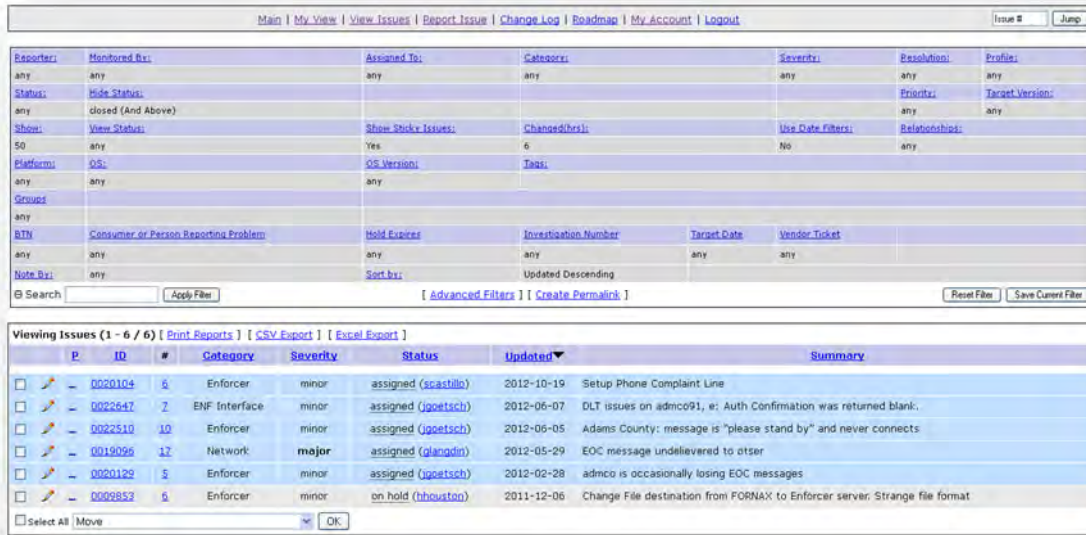 Main | My View | View Issues | Report Issue | Change Log | Roadmap | My Account | Logout Issue # Jump
Reporter: Monitored By: Assigned To: Category: Severity: Resolution: Profile:
any any any any any any any
Status: Hide Status: Priority: Target Version:
any closed (And Above) any any
Show: View Status: Show Sticky Issues: Changed(hrs): Use Date Filters: Relationships:
50 any Yes 6 No any
Platform: OS: OS Version: Tags:
any any any
Groups
any
BTN Consumer or Person Reporting Problem Hold Expires Investigation Number Target Date Vendor Ticket
any any any any any any
Note By: any Sort by: Updated Descending
Search Apply Filter [ Advanced Filters ] [ Create Permalink ] Reset Filter Save Current Filter
Viewing Issues (1 - 6 / 6) [ Print Reports ] [ CSV Export ] [ Excel Export ]
P ID # Category Severity Status Updated Summary
0020104 6 Enforcer minor assigned (scastillo) 2012-10-19 Setup Phone Complaint Line
0022647 7 ENF Interface minor assigned (jgoetsch) 2012-06-07 DLT issues on admco91, e: Auth Confirmation was returned blank.
0022510 10 Enforcer minor assigned (jgoetsch) 2012-06-05 Adams County: message is "please stand by" and never connects
0019096 17 Network major assigned (glangdin) 2012-05-29 EOC message undelievered to otser
0020129 5 Enforcer minor assigned (jgoetsch) 2012-02-28 admco is occasionally losing EOC messages
0009853 6 Enforcer minor on hold (hhouston) 2011-12-06 Change File destination from FORNAX to Enforcer server. Strange file format
Select All Move OK